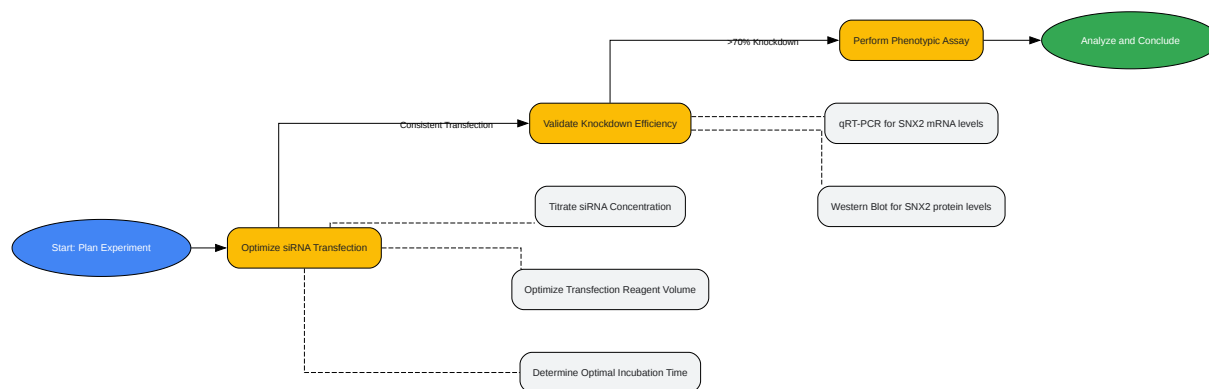 >70% Knockdown
Perform Phenotypic Assay
Analyze and Conclude
Consistent Transfection
Validate Knockdown Efficiency
qRT-PCR for SNX2 mRNA levels
Titrate siRNA Concentration
Western Blot for SNX2 protein levels
Start: Plan Experiment
Optimize siRNA Transfection
Optimize Transfection Reagent Volume
Determine Optimal Incubation Time